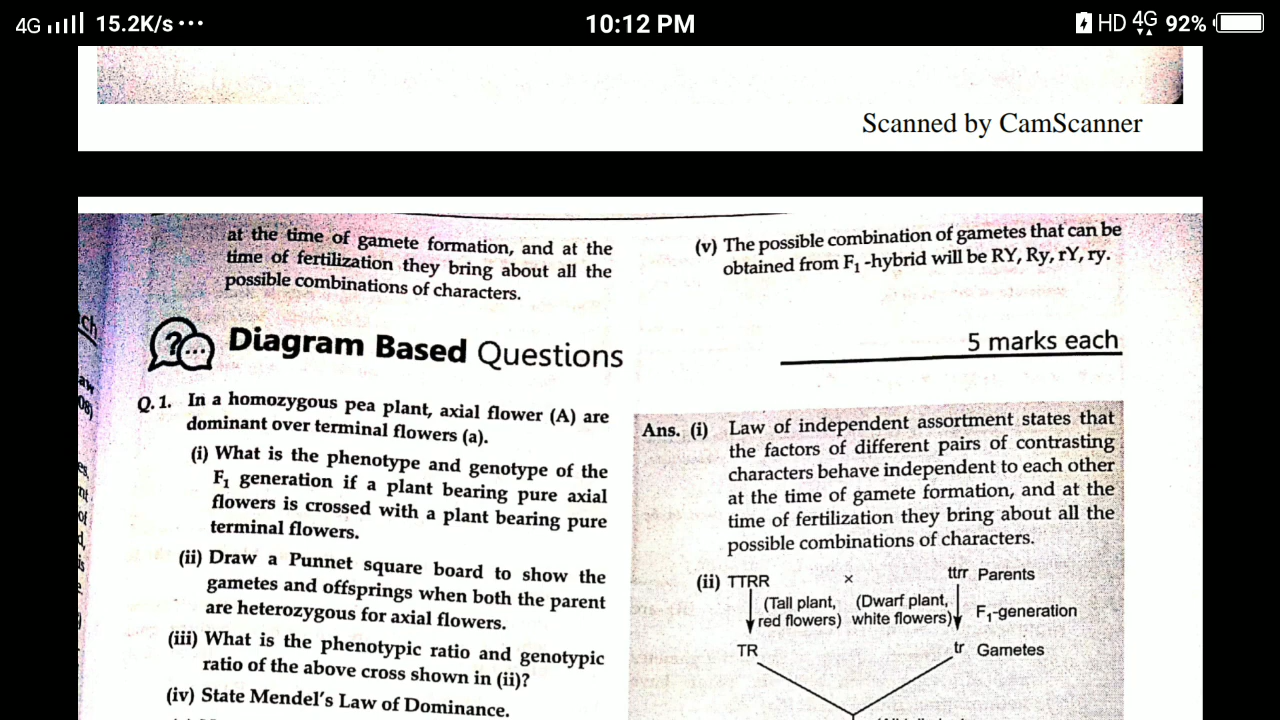 4G 15.2K/s ...
10:12 PM
HD 4G 92%
Scanned by CamScanner
at the time of gamete formation, and at the
time of fertilization they bring about all the
possible combinations of characters.
(v) The possible combination of gametes that can be
obtained from F₁ -hybrid will be RY, Ry, rY, ry.
Diagram Based Questions
5 marks each
Q. 1. In a homozygous pea plant, axial flower (A) are
dominant over terminal flowers (a).
(i) What is the phenotype and genotype of the
F₁ generation if a plant bearing pure axial
flowers is crossed with a plant bearing pure
terminal flowers.
(ii) Draw a Punnet square board to show the
gametes and offsprings when both the parent
are heterozygous for axial flowers.
(iii) What is the phenotypic ratio and genotypic
ratio of the above cross shown in (ii)?
(iv) State Mendel's Law of Dominance.
Ans. (i) Law of independent assortment states that
the factors of different pairs of contrasting
characters behave independent to each other
at the time of gamete formation, and at the
time of fertilization they bring about all the
possible combinations of characters.
(ii) TTRR × ttrr Parents
(Tall plant, (Dwarf plant,
red flowers) white flowers) F₁-generation
TR tr Gametes